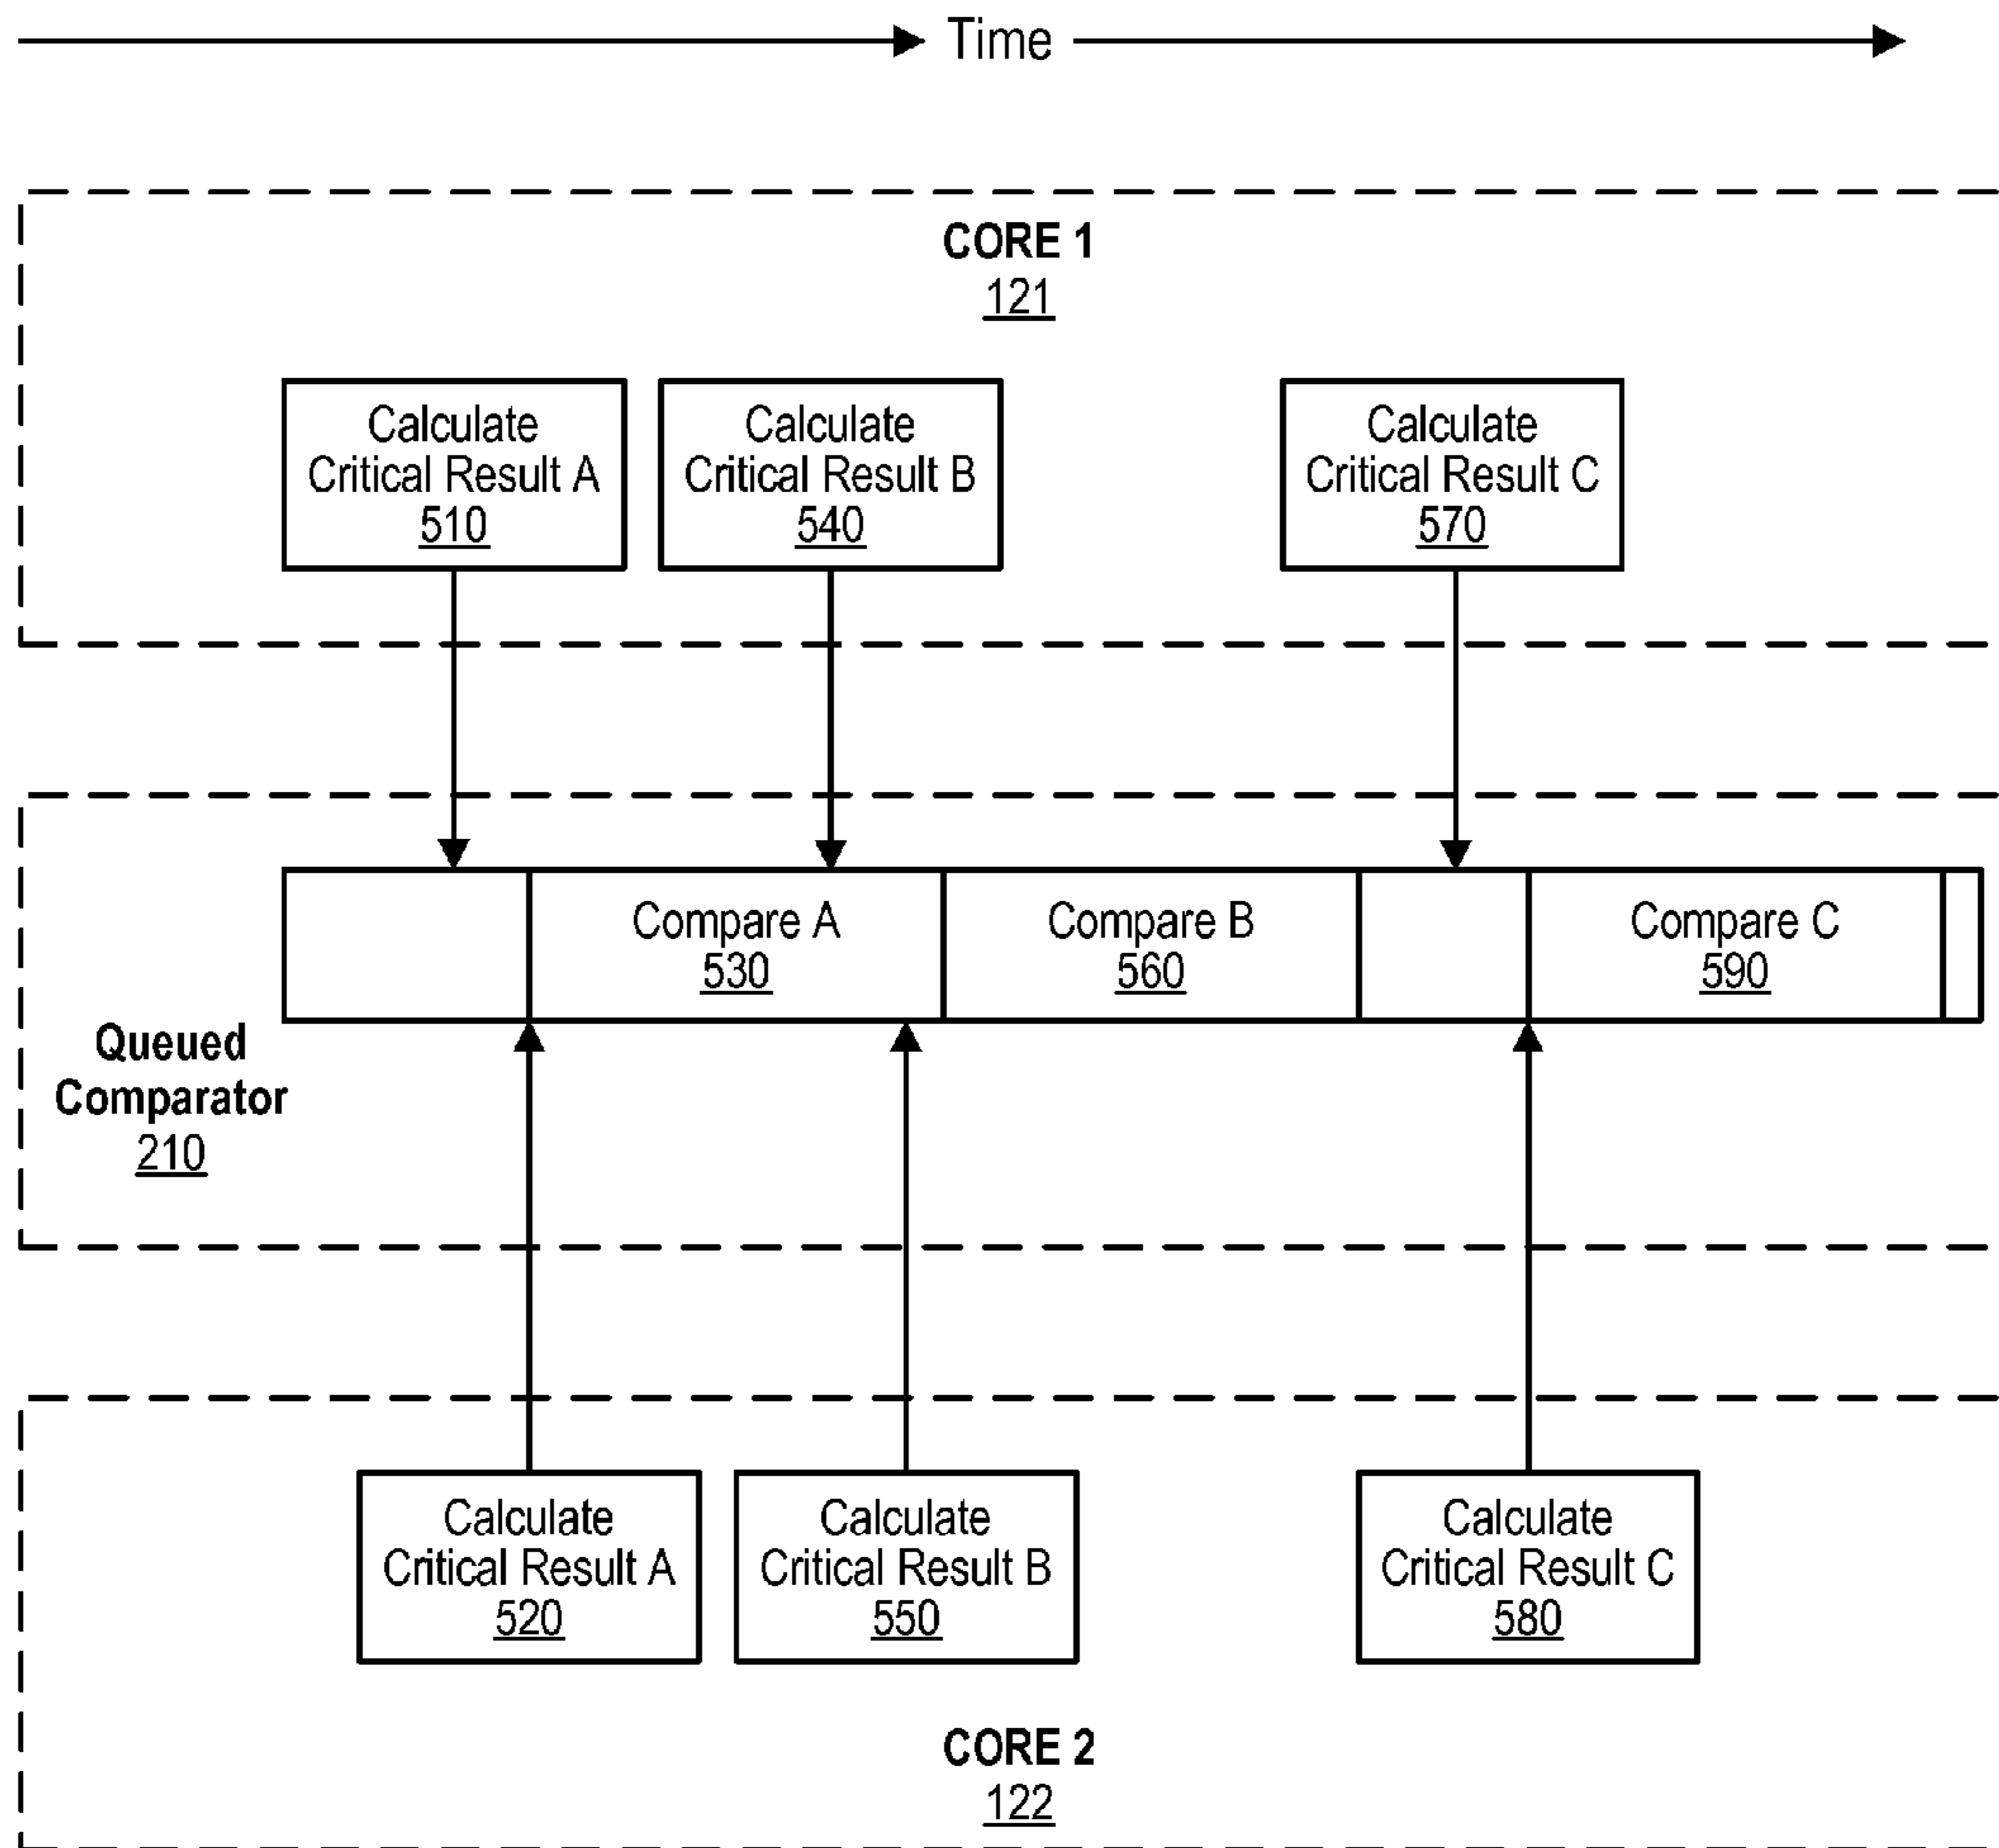 Time
CORE 1
121
Calculate
Critical Result A
510
Calculate
Critical Result B
540
Calculate
Critical Result C
570
Compare A
530
Compare B
560
Compare C
590
Queued
Comparator
210
Calculate
Critical Result A
520
Calculate
Critical Result B
550
Calculate
Critical Result C
580
CORE 2
122